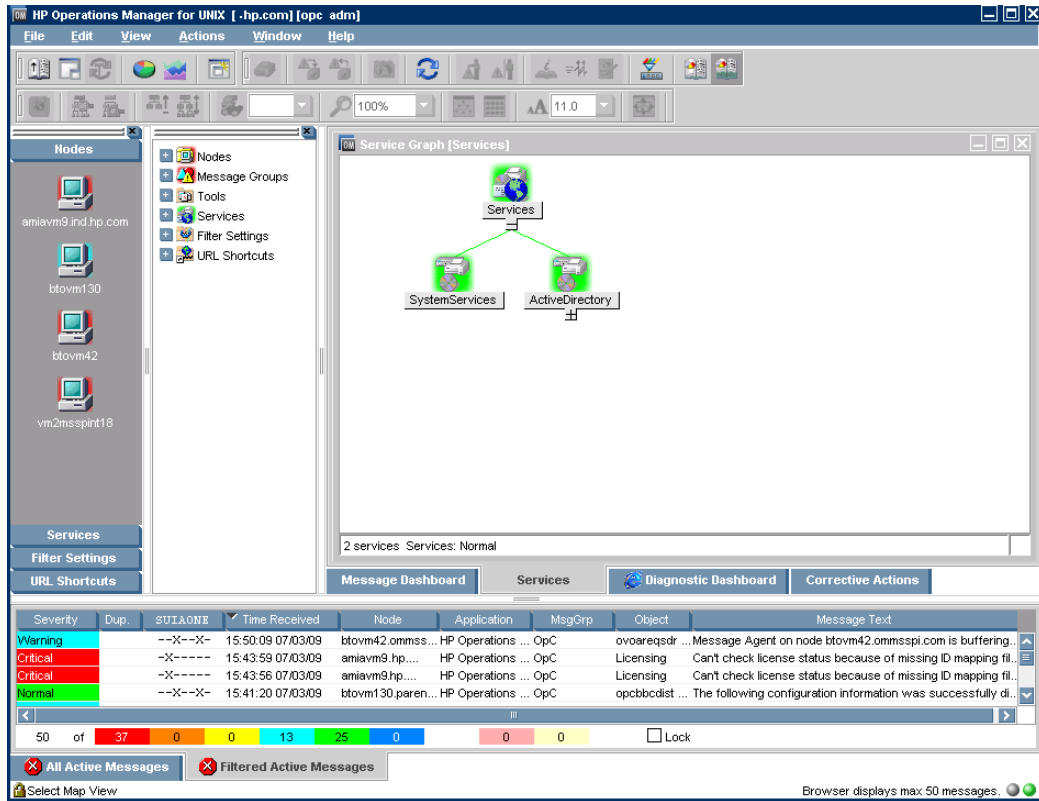 HP Operations Manager for UNIX [ .hp.com] [opc adm]
File Edit View Actions Window Help
100%
11.0
Nodes
amiavm9.ind.hp.com
btovm130
btovm42
vm2msspint18
Services
Filter Settings
URL Shortcuts
Nodes
Message Groups
Tools
Services
Filter Settings
URL Shortcuts
Service Graph [Services]
Services
SystemServices
ActiveDirectory
2 services Services: Normal
Message Dashboard Services Diagnostic Dashboard Corrective Actions
Severity Dup. SUIAONE Time Received Node Application MsgGrp Object Message Text
Warning --X--X- 15:50:09 07/03/09 btovm42.ommss... HP Operations ... OpC ovoareqsdr ... Message Agent on node btovm42.ommsspi.com is buffering..
Critical -X----- 15:43:59 07/03/09 amiavm9.hp.... HP Operations ... OpC Licensing Can't check license status because of missing ID mapping fil..
Critical -X----- 15:43:56 07/03/09 amiavm9.hp.... HP Operations ... OpC Licensing Can't check license status because of missing ID mapping fil..
Normal --X--X- 15:41:20 07/03/09 btovm130.paren... HP Operations ... OpC opcbbcdist ... The following configuration information was successfully di..
50 of 37 0 0 13 25 0 0 0 Lock
All Active Messages Filtered Active Messages
Select Map View Browser displays max 50 messages.